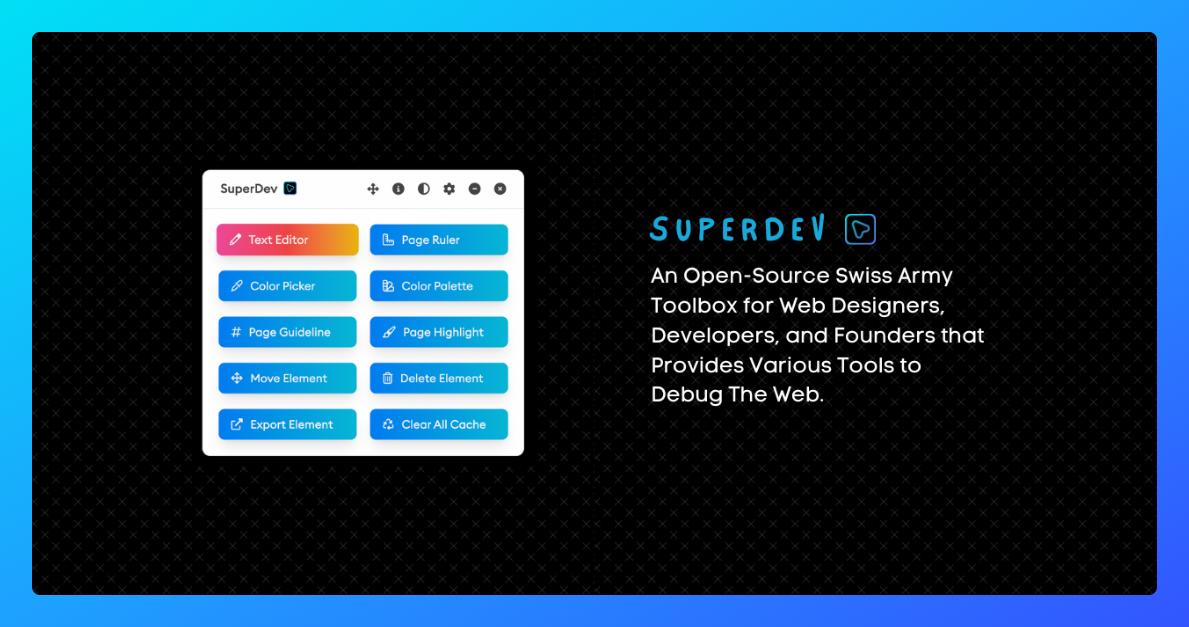 SuperDev
Text Editor
Page Ruler
Color Picker
Color Palette
Page Guideline
Page Highlight
Move Element
Delete Element
Export Element
Clear All Cache
SUPERDEV
An Open-Source Swiss Army
Toolbox for Web Designers,
Developers, and Founders that
Provides Various Tools to
Debug The Web.